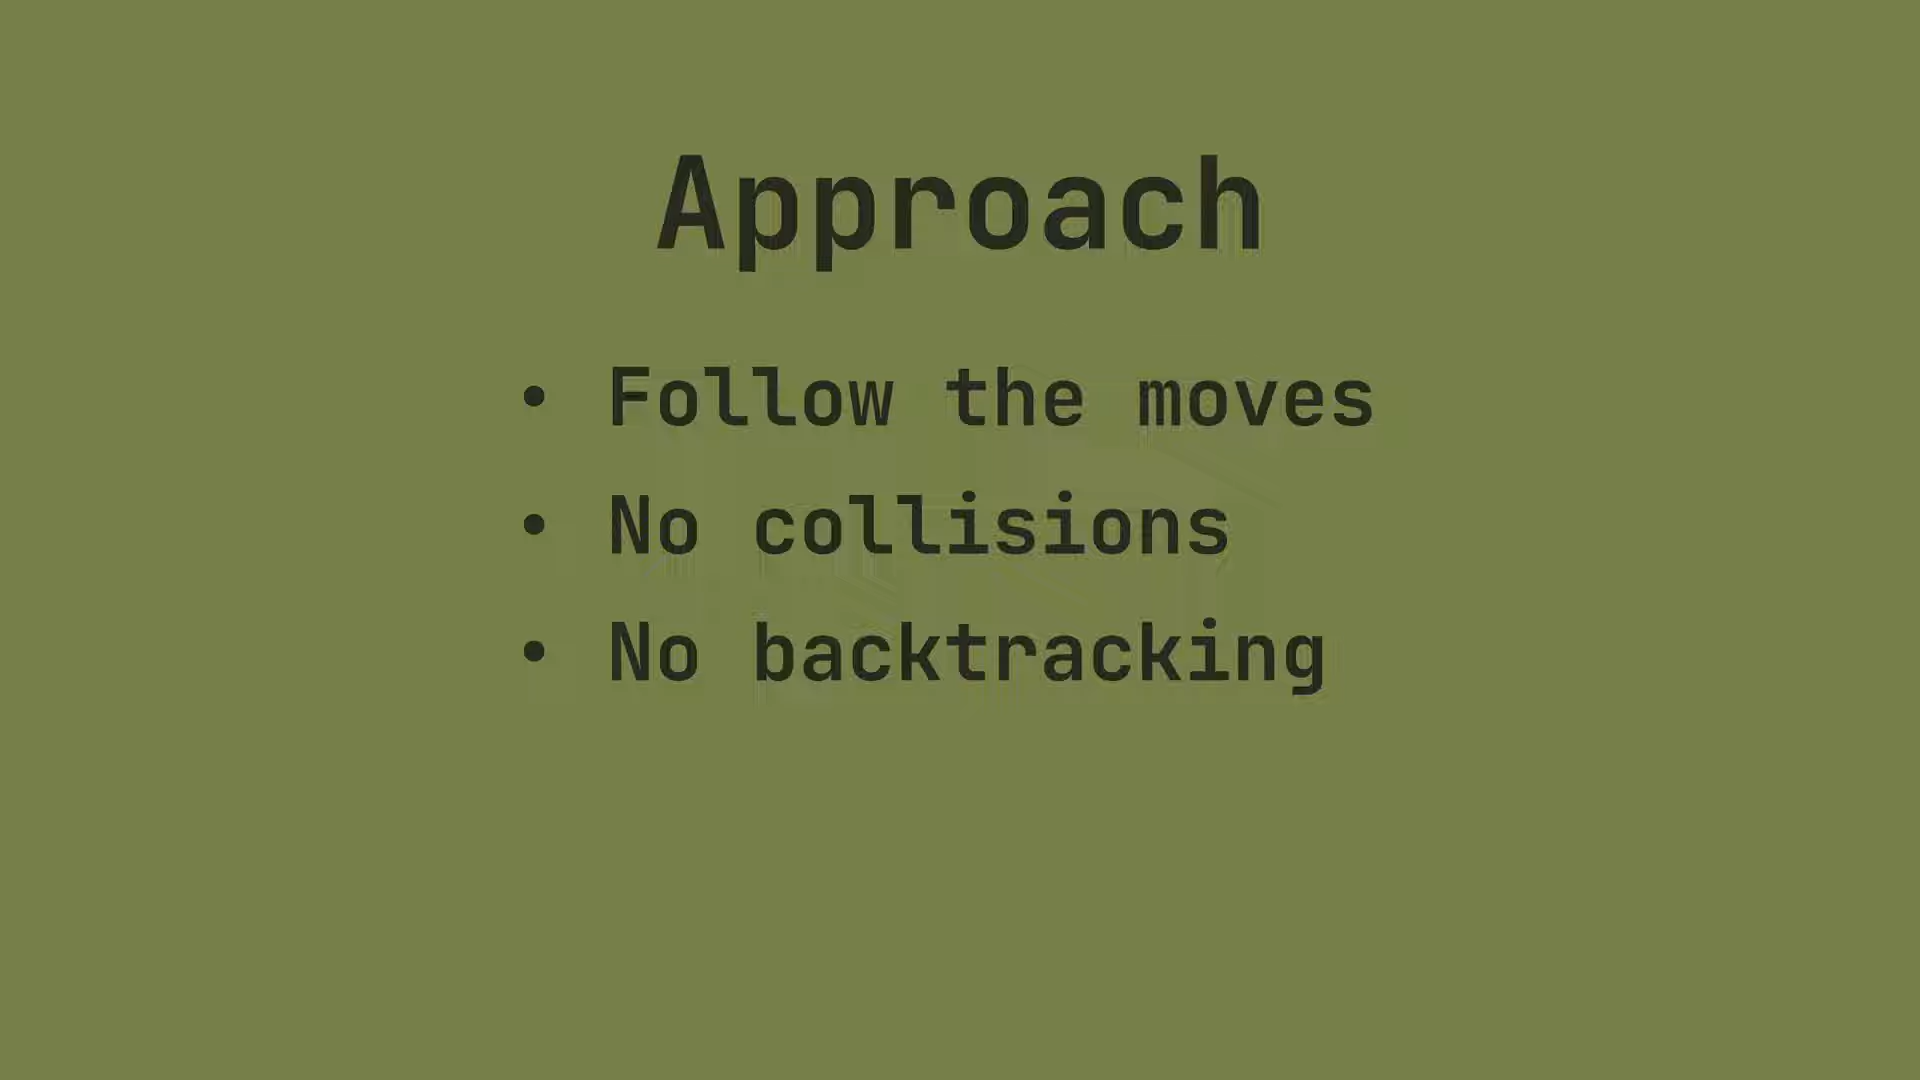 Approach
• Follow the moves
• No collisions
• No backtracking